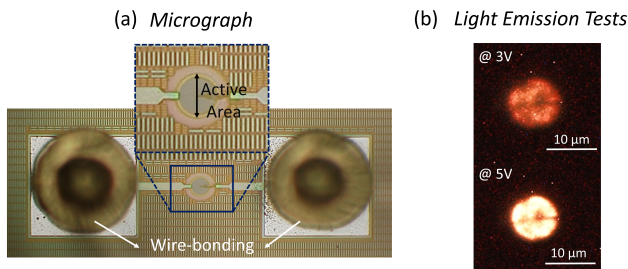 (a) Micrograph
Active
Area
Wire-bonding
(b) Light Emission Tests
@ 3V
10 µm
@ 5V
10 µm